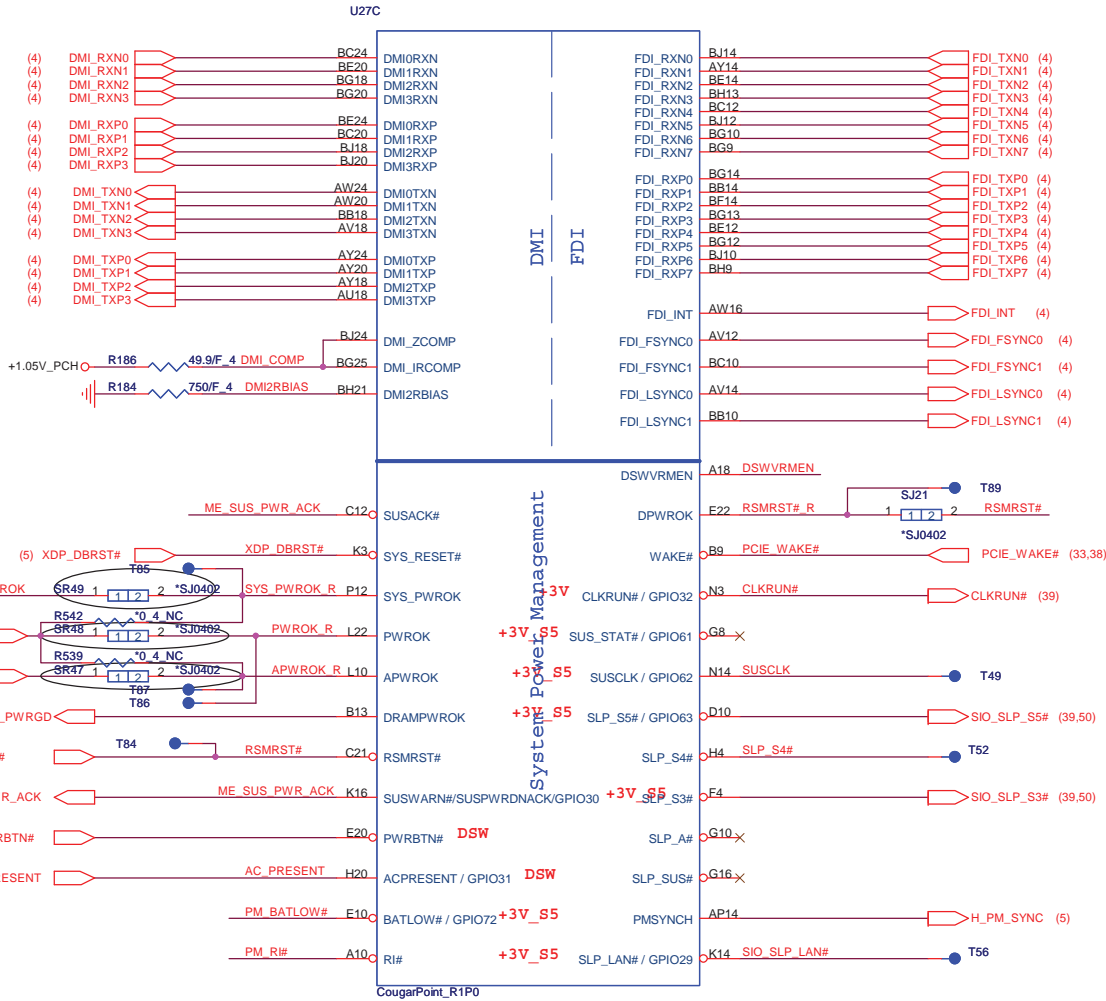 U27C
(4) DMI_RXN0 BC24 DMI0RXN FDI_RXN0 BJ14 FDI_TXN0 (4)
(4) DMI_RXN1 BE20 DMI1RXN FDI_RXN1 AY14 FDI_TXN1 (4)
(4) DMI_RXN2 BG18 DMI2RXN FDI_RXN2 BE14 FDI_TXN2 (4)
(4) DMI_RXN3 BG20 DMI3RXN FDI_RXN3 BH13 FDI_TXN3 (4)
FDI_RXN4 BC12 FDI_TXN4 (4)
(4) DMI_RXP0 BE24 DMI0RXP FDI_RXN5 BJ12 FDI_TXN5 (4)
(4) DMI_RXP1 BC20 DMI1RXP FDI_RXN6 BG10 FDI_TXN6 (4)
(4) DMI_RXP2 BJ18 DMI2RXP FDI_RXN7 BG9 FDI_TXN7 (4)
(4) DMI_RXP3 BJ20 DMI3RXP
FDI_RXP0 BG14 FDI_TXP0 (4)
(4) DMI_TXN0 AW24 DMI0TXN FDI_RXP1 BB14 FDI_TXP1 (4)
(4) DMI_TXN1 AW20 DMI1TXN FDI_RXP2 BF14 FDI_TXP2 (4)
(4) DMI_TXN2 BB18 DMI2TXN FDI_RXP3 BG13 FDI_TXP3 (4)
(4) DMI_TXN3 AV18 DMI3TXN FDI_RXP4 BE12 FDI_TXP4 (4)
FDI_RXP5 BG12 FDI_TXP5 (4)
(4) DMI_TXP0 AY24 DMI0TXP FDI_RXP6 BJ10 FDI_TXP6 (4)
(4) DMI_TXP1 AY20 DMI1TXP FDI_RXP7 BH9 FDI_TXP7 (4)
(4) DMI_TXP2 AY18 DMI2TXP
(4) DMI_TXP3 AU18 DMI3TXP
DMI FDI
FDI_INT AW16 FDI_INT (4)
BJ24 DMI_ZCOMP FDI_FSYNC0 AV12 FDI_FSYNC0 (4)
+1.05V_PCH R186 49.9/F_4 DMI_COMP BG25 DMI_IRCOMP FDI_FSYNC1 BC10 FDI_FSYNC1 (4)
R184 750/F_4 DMI2RBIAS BH21 DMI2RBIAS FDI_LSYNC0 AV14 FDI_LSYNC0 (4)
FDI_LSYNC1 BB10 FDI_LSYNC1 (4)
System Power Management
DSWVRMEN A18 DSWVRMEN
T89
ME_SUS_PWR_ACK C12 SUSACK# DPWROK E22 RSMRST#_R SJ21 1 1 2 2 RSMRST#
*SJ0402
(5) XDP_DBRST# XDP_DBRST# K3 SYS_RESET# WAKE# B9 PCIE_WAKE# PCIE_WAKE# (33,38)
T85
ROK SR49 1 1 2 2 *SJ0402 SYS_PWROK_R P12 SYS_PWROK +3V CLKRUN# / GPIO32 N3 CLKRUN# CLKRUN# (39)
R542 *0_4_NC
SR48 1 1 2 2 *SJ0402 PWROK_R L22 PWROK +3V_S5 SUS_STAT# / GPIO61 G8
R539 *0_4_NC
SR47 1 1 2 2 *SJ0402 APWROK_R L10 APWROK +3V_S5 SUSCLK / GPIO62 N14 SUSCLK T49
T87
T86
_PWRGD B13 DRAMPWROK +3V_S5 SLP_S5# / GPIO63 D10 SIO_SLP_S5# (39,50)
T84
# RSMRST# C21 RSMRST# SLP_S4# H4 SLP_S4# T52
R_ACK ME_SUS_PWR_ACK K16 SUSWARN#/SUSPWRDNACK/GPIO30 +3V_S5 SLP_S3# F4 SIO_SLP_S3# (39,50)
RBTN# E20 PWRBTN# DSW SLP_A# G10
ESENT AC_PRESENT H20 ACPRESENT / GPIO31 DSW SLP_SUS# G16
PM_BATLOW# E10 BATLOW# / GPIO72 +3V_S5 PMSYNCH AP14 H_PM_SYNC (5)
PM_RI# A10 RI# +3V_S5 SLP_LAN# / GPIO29 K14 SIO_SLP_LAN# T56
CougarPoint_R1P0